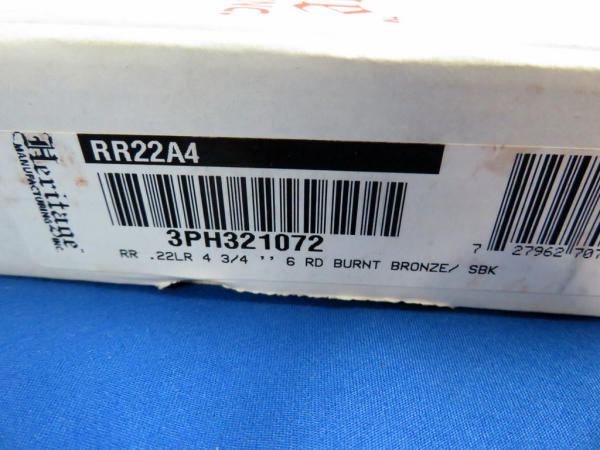 Heritage
MANUFACTURING INC.
RR22A4
3PH321072
RR .22LR 4 3/4 '' 6 RD BURNT BRONZE/ SBK
7 27962 707